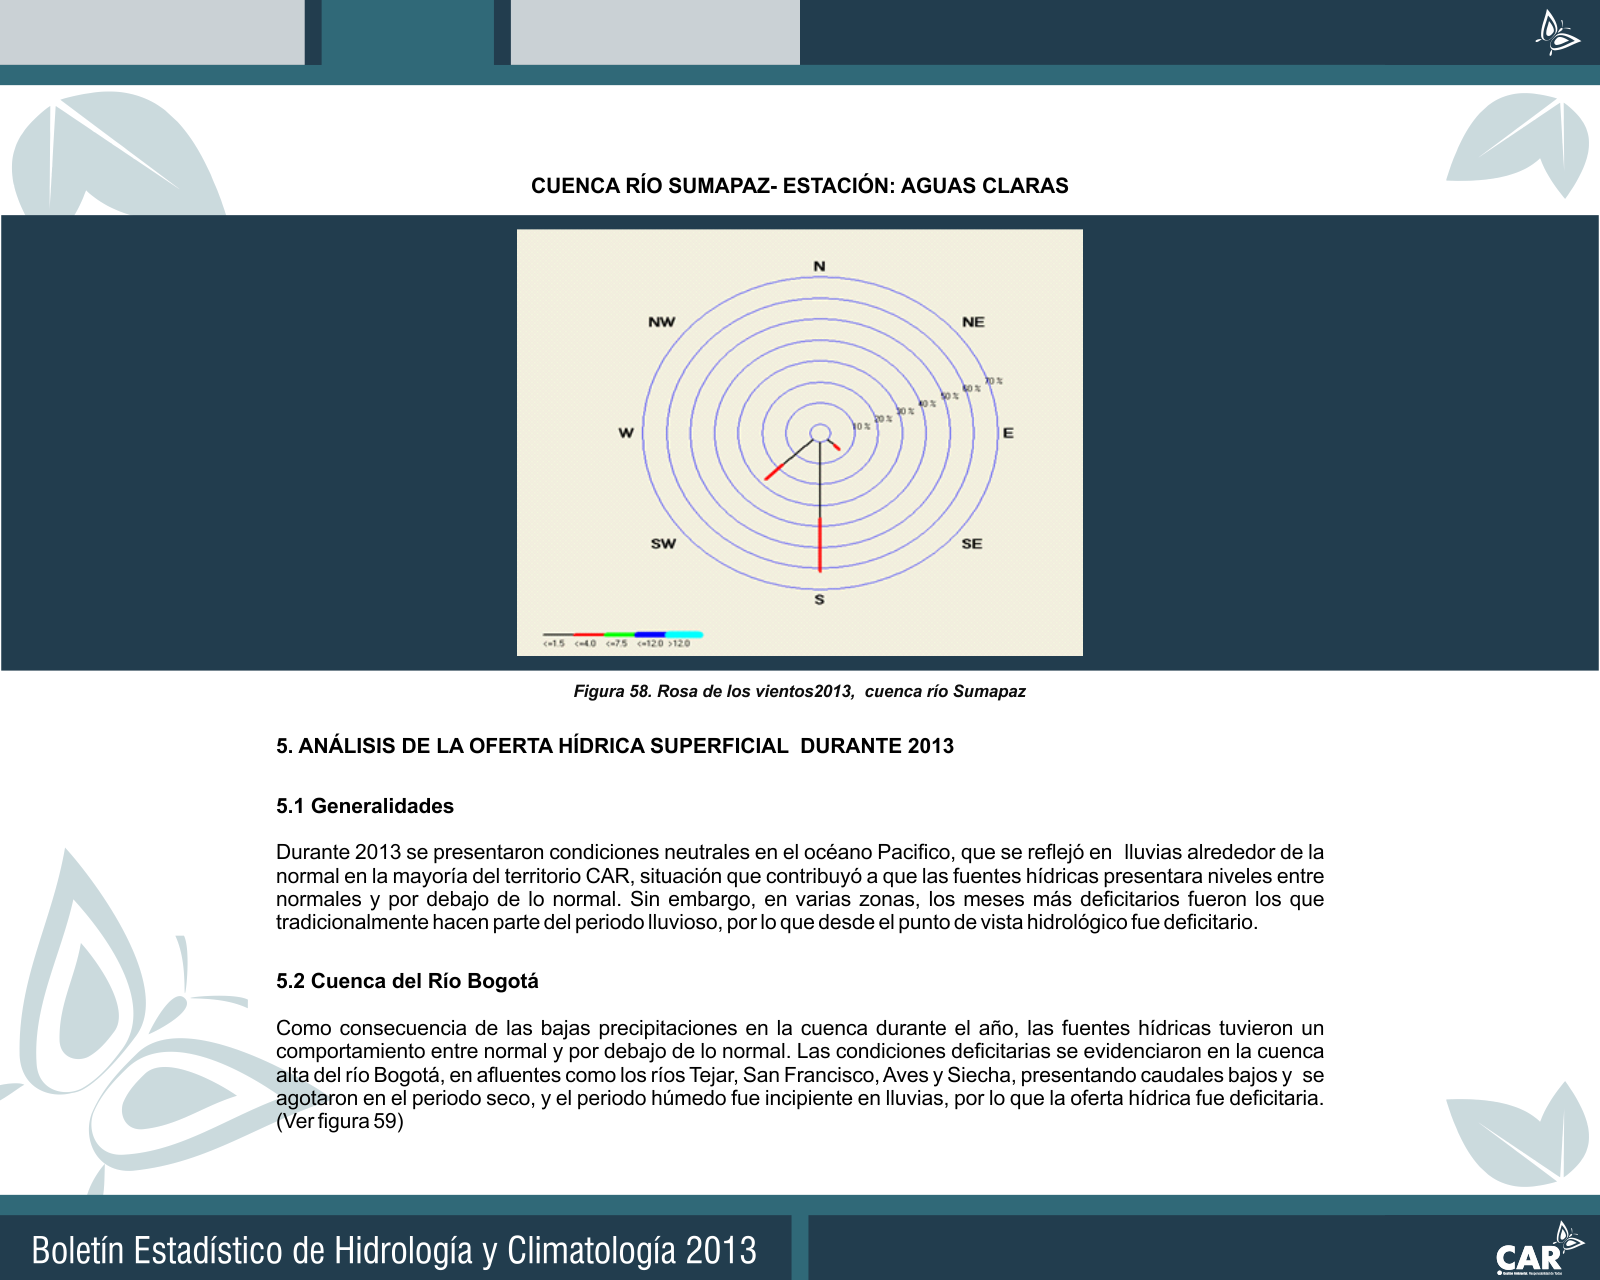 CUENCA RÍO SUMAPAZ- ESTACIÓN: AGUAS CLARAS
N
NW
NE
70 %
60 %
50 %
40 %
30 %
20 %
10 %
W
E
SW
SE
S
<=1.5 <=4.0 <=7.5 <=12.0 >12.0
Figura 58. Rosa de los vientos2013, cuenca río Sumapaz
5. ANÁLISIS DE LA OFERTA HÍDRICA SUPERFICIAL DURANTE 2013
5.1 Generalidades
Durante 2013 se presentaron condiciones neutrales en el océano Pacifico, que se reflejó en lluvias alrededor de la
normal en la mayoría del territorio CAR, situación que contribuyó a que las fuentes hídricas presentara niveles entre
normales y por debajo de lo normal. Sin embargo, en varias zonas, los meses más deficitarios fueron los que
tradicionalmente hacen parte del periodo lluvioso, por lo que desde el punto de vista hidrológico fue deficitario.
5.2 Cuenca del Río Bogotá
Como consecuencia de las bajas precipitaciones en la cuenca durante el año, las fuentes hídricas tuvieron un
comportamiento entre normal y por debajo de lo normal. Las condiciones deficitarias se evidenciaron en la cuenca
alta del río Bogotá, en afluentes como los ríos Tejar, San Francisco, Aves y Siecha, presentando caudales bajos y se
agotaron en el periodo seco, y el periodo húmedo fue incipiente en lluvias, por lo que la oferta hídrica fue deficitaria.
(Ver figura 59)
Boletín Estadístico de Hidrología y Climatología 2013
CAR